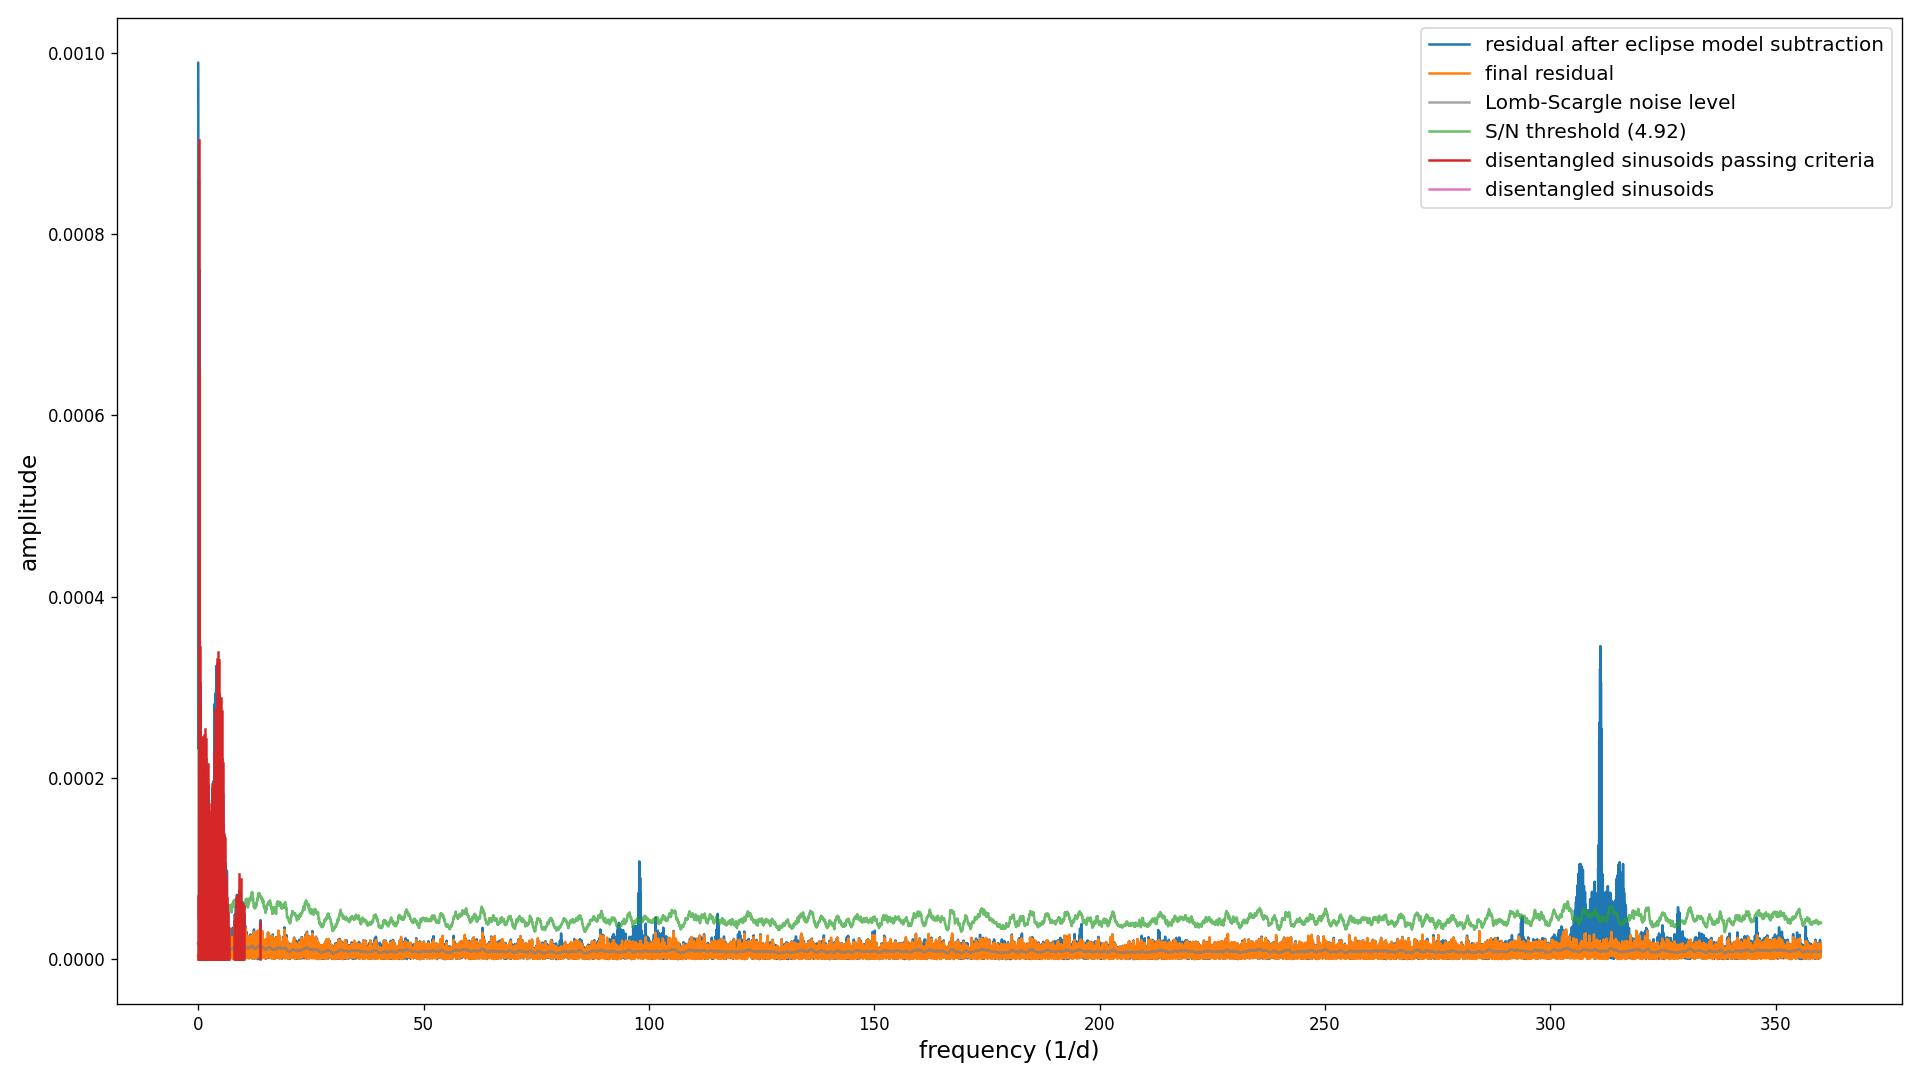 0.0010
0.0008
0.0006
0.0004
0.0002
0.0000
amplitude
0
50
100
150
200
250
300
350
frequency (1/d)
residual after eclipse model subtraction
final residual
Lomb-Scargle noise level
S/N threshold (4.92)
disentangled sinusoids passing criteria
disentangled sinusoids